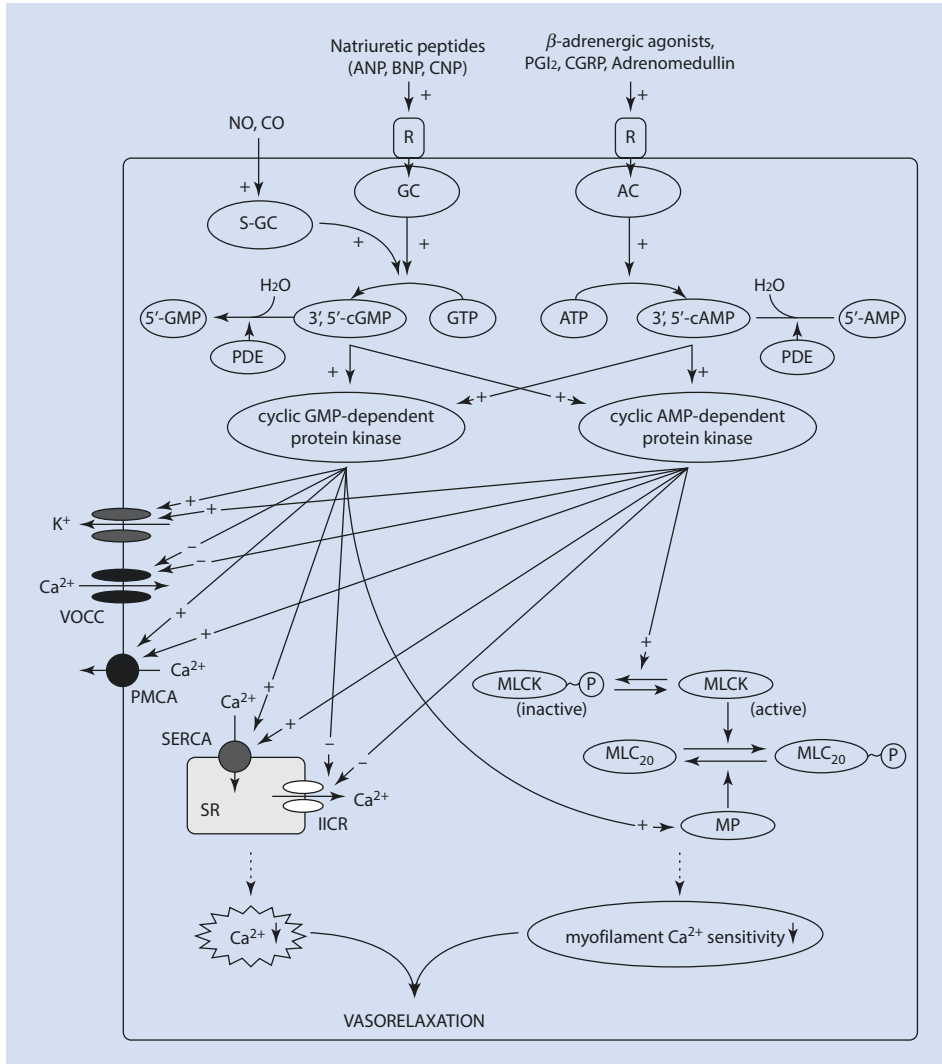 Natriuretic peptides
(ANP, BNP, CNP)
β-adrenergic agonists,
PGI₂, CGRP, Adrenomedullin
+
+
NO, CO
R
R
+
GC
AC
S-GC
+
+
+
H₂O
H₂O
5′-GMP
3′, 5′-cGMP
GTP
ATP
3′, 5′-cAMP
5′-AMP
PDE
PDE
+
+
+
+
cyclic GMP-dependent
protein kinase
cyclic AMP-dependent
protein kinase
+
+
K⁺
−
−
Ca²⁺
VOCC
+
+
+
Ca²⁺
PMCA
MLCK
P
MLCK
(inactive)
(active)
+
Ca²⁺
+
SERCA
−
−
MLC₂₀
MLC₂₀
P
SR
Ca²⁺
IICR
+
MP
Ca²⁺
myofilament Ca²⁺ sensitivity
VASORELAXATION